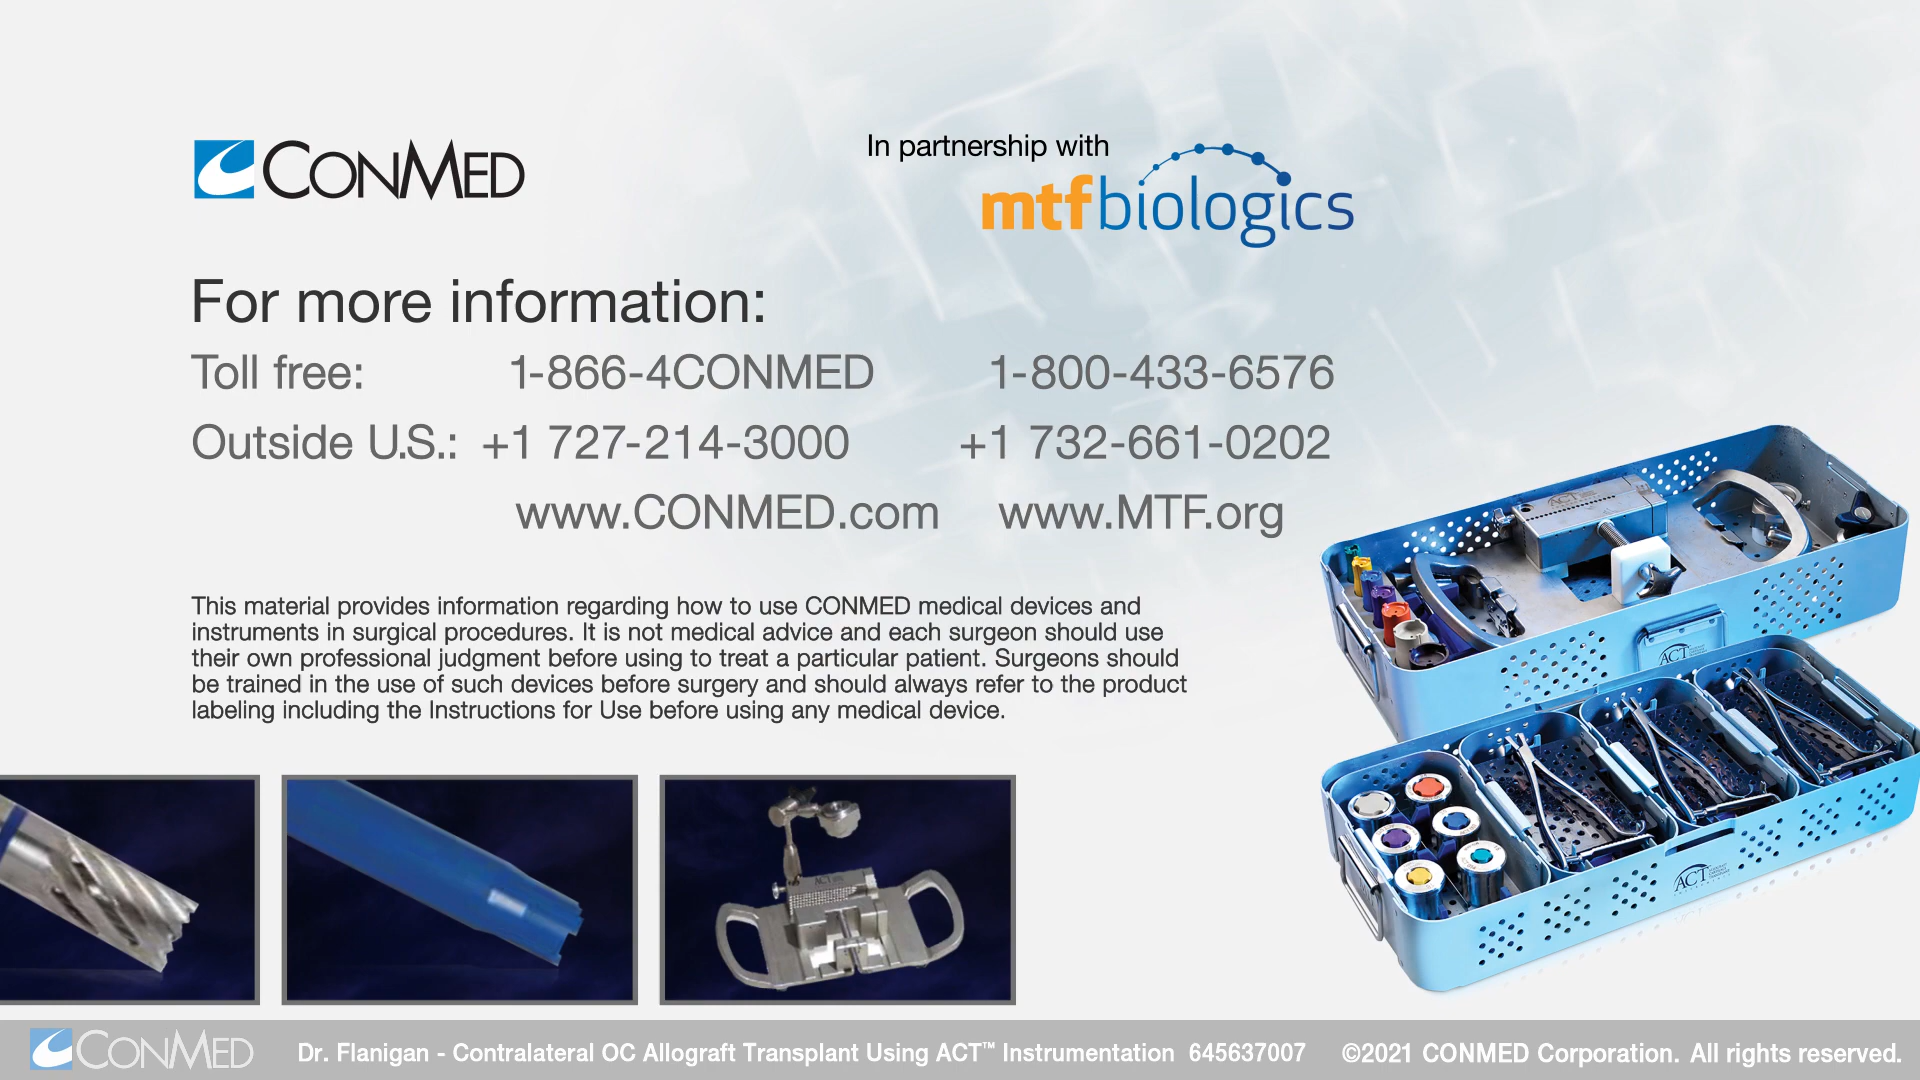 CONMED
In partnership with
mtf biologics
For more information:
Toll free: 1-866-4CONMED 1-800-433-6576
Outside U.S.: +1 727-214-3000 +1 732-661-0202
www.CONMED.com www.MTF.org
This material provides information regarding how to use CONMED medical devices and
instruments in surgical procedures. It is not medical advice and each surgeon should use
their own professional judgment before using to treat a particular patient. Surgeons should
be trained in the use of such devices before surgery and should always refer to the product
labeling including the Instructions for Use before using any medical device.
ACT
ACT
ACT
ACT
CONMED Dr. Flanigan - Contralateral OC Allograft Transplant Using ACT™ Instrumentation 645637007 ©2021 CONMED Corporation. All rights reserved.